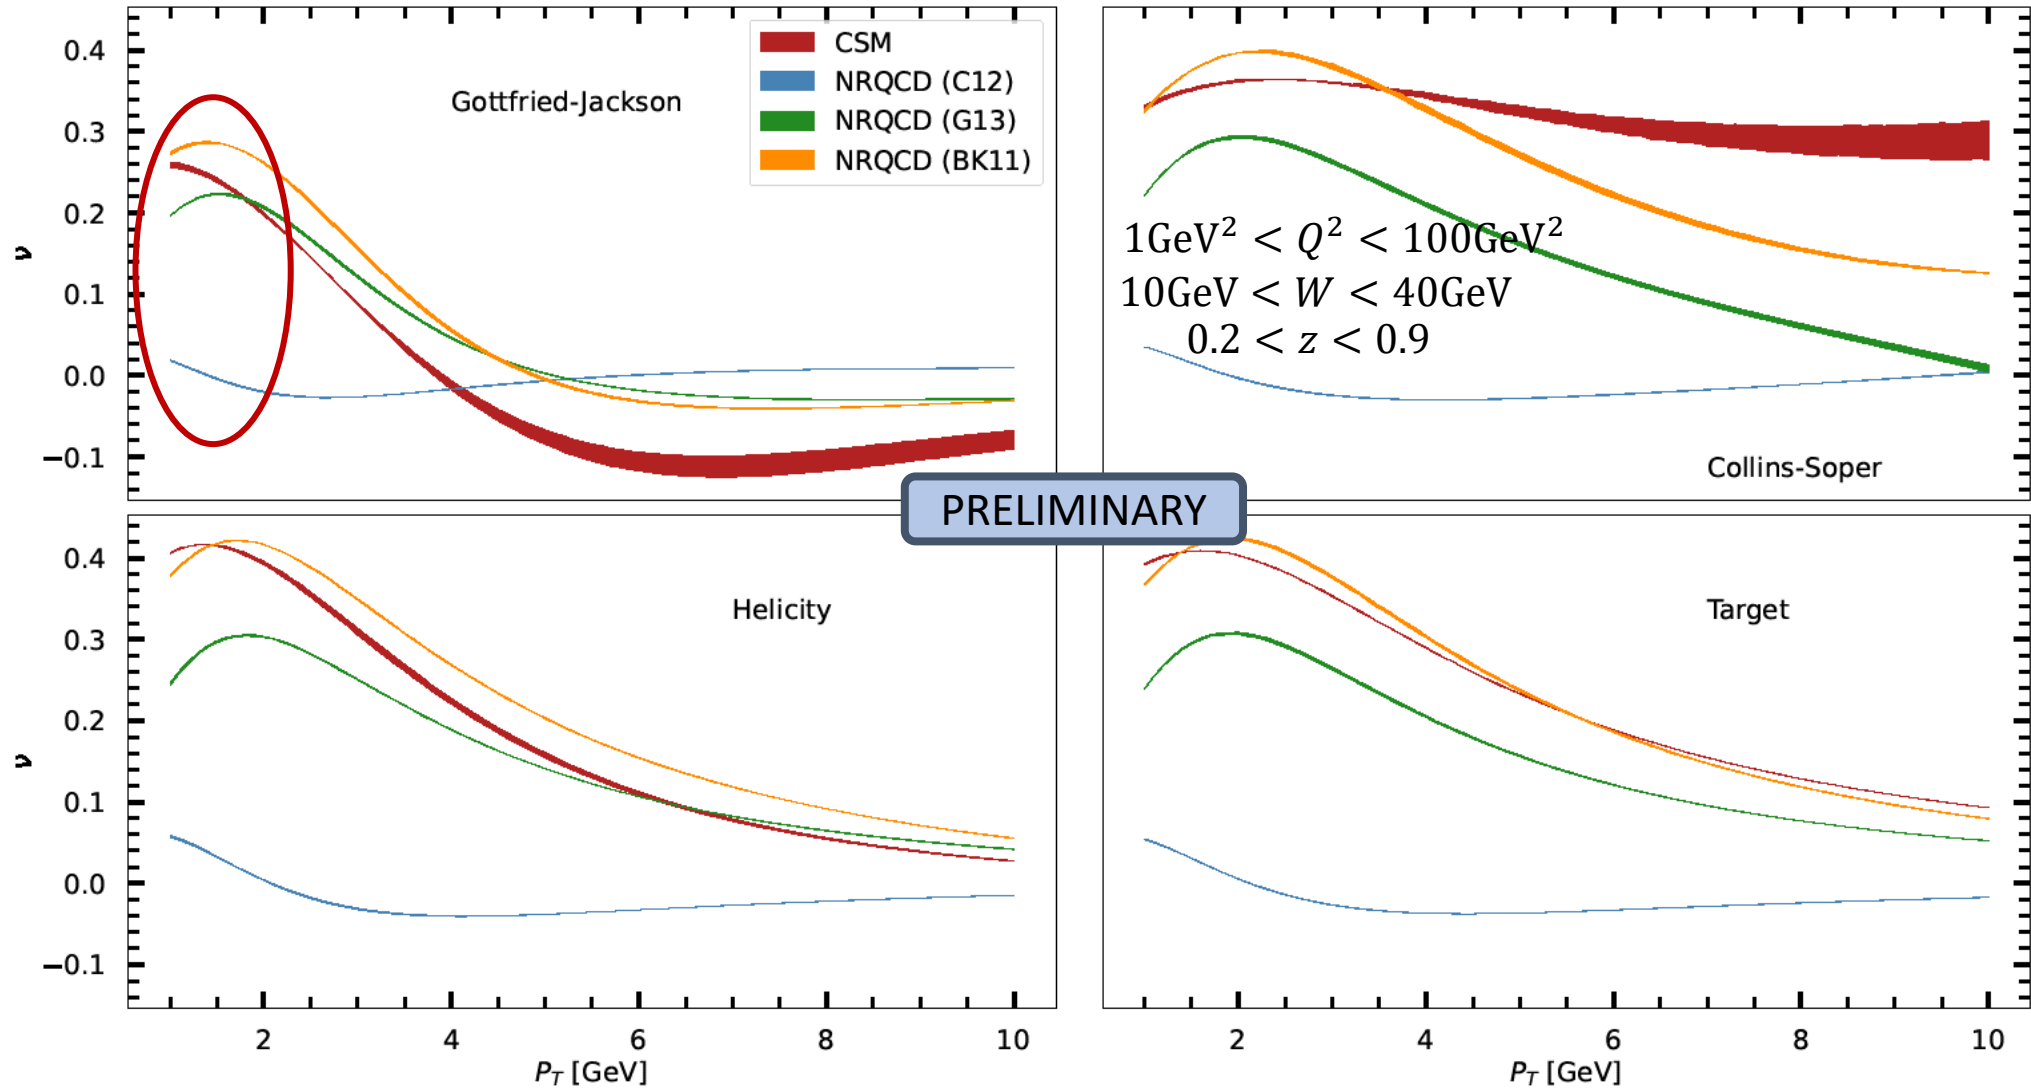 0.4
0.3
0.2
0.1
0.0
−0.1
ν
Gottfried-Jackson
CSM
NRQCD (C12)
NRQCD (G13)
NRQCD (BK11)
1GeV² < Q² < 100GeV²
10GeV < W < 40GeV
0.2 < z < 0.9
Collins-Soper
PRELIMINARY
0.4
0.3
0.2
0.1
0.0
−0.1
ν
Helicity
Target
2 4 6 8 10
P_T [GeV]
2 4 6 8 10
P_T [GeV]